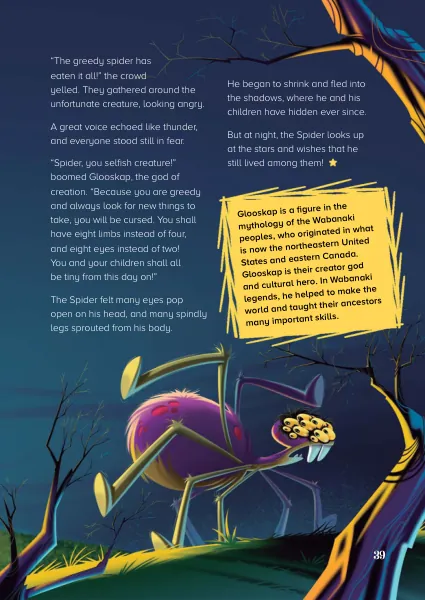 “The greedy spider has
eaten it all!” the crowd
yelled. They gathered around the
unfortunate creature, looking angry.
A great voice echoed like thunder,
and everyone stood still in fear.
“Spider, you selfish creature!”
boomed Glooskap, the god of
creation. “Because you are greedy
and always look for new things to
take, you will be cursed. You shall
have eight limbs instead of four,
and eight eyes instead of two!
You and your children shall all
be tiny from this day on!”
The Spider felt many eyes pop
open on his head, and many spindly
legs sprouted from his body.
He began to shrink and fled into
the shadows, where he and his
children have hidden ever since.
But at night, the Spider looks up
at the stars and wishes that he
still lived among them!
Glooskap is a figure in the
mythology of the Wabanaki
peoples, who originated in what
is now the northeastern United
States and eastern Canada.
Glooskap is their creator god
and cultural hero. In Wabanaki
legends, he helped to make the
world and taught their ancestors
many important skills.
39